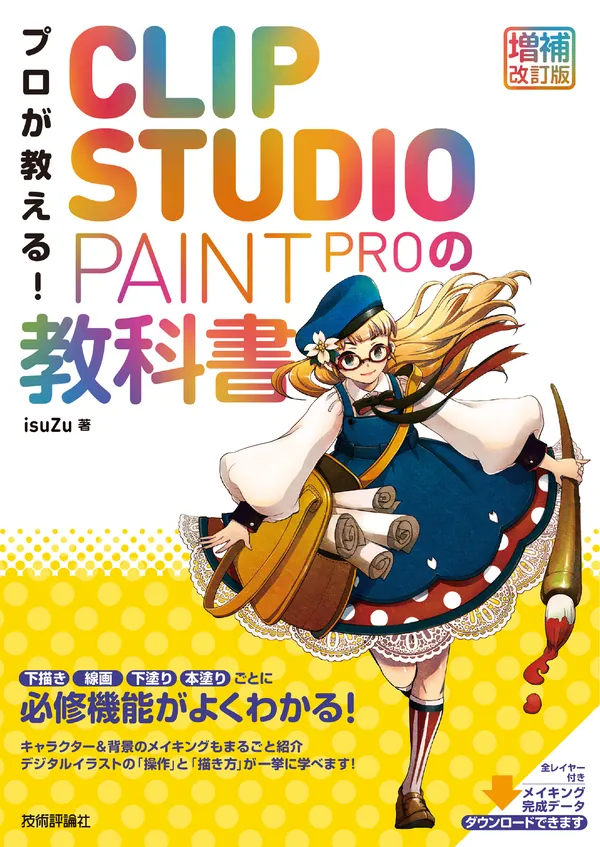 プロが教える!
CLIP
STUDIO
PAINT PROの
教科書
増補
改訂版
isuZu 著
下描き 線画 下塗り 本塗り ごとに
必修機能がよくわかる!
キャラクター&背景のメイキングもまるごと紹介
デジタルイラストの「操作」と「描き方」が一挙に学べます!
全レイヤー
付き
メイキング
完成データ
ダウンロードできます
技術評論社